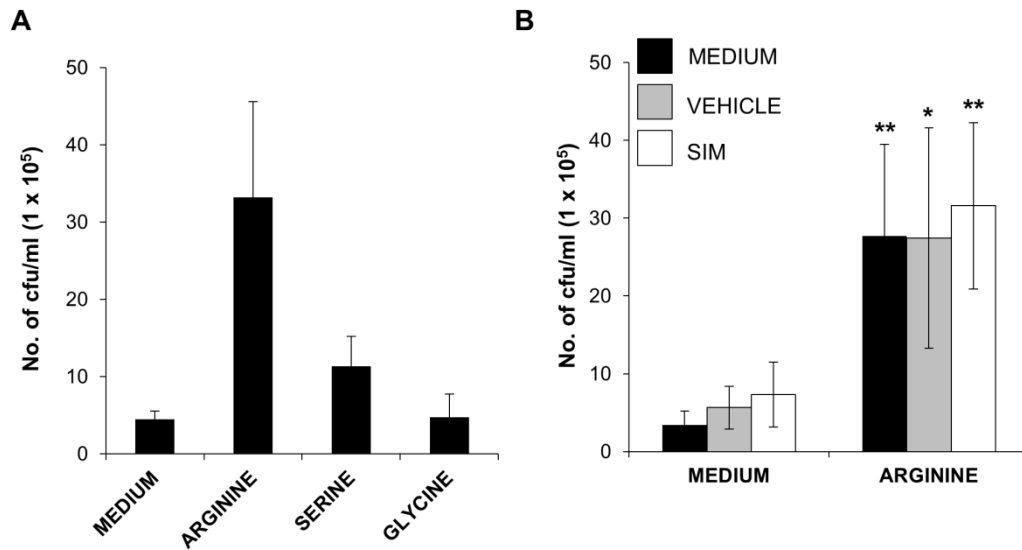 A
No. of cfu/ml (1 x 10⁵)
50
40
30
20
10
0
MEDIUM
ARGININE
SERINE
GLYCINE
B
No. of cfu/ml (1 x 10⁵)
50
40
30
20
10
0
MEDIUM
VEHICLE
SIM
** * **
MEDIUM ARGININE